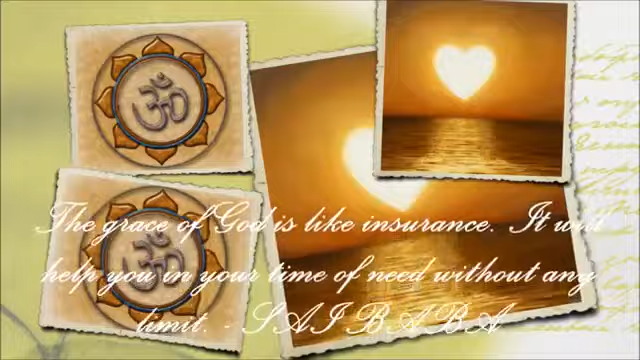 The grace of God is like insurance. It will
help you in your time of need without any
limit. - SAI BABA
ॐ
ॐ